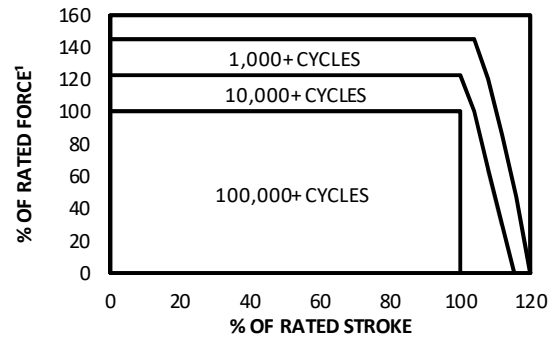 160
140
120
100
80
60
40
20
0
% OF RATED FORCE¹
1,000+ CYCLES
10,000+ CYCLES
100,000+ CYCLES
0 20 40 60 80 100 120
% OF RATED STROKE